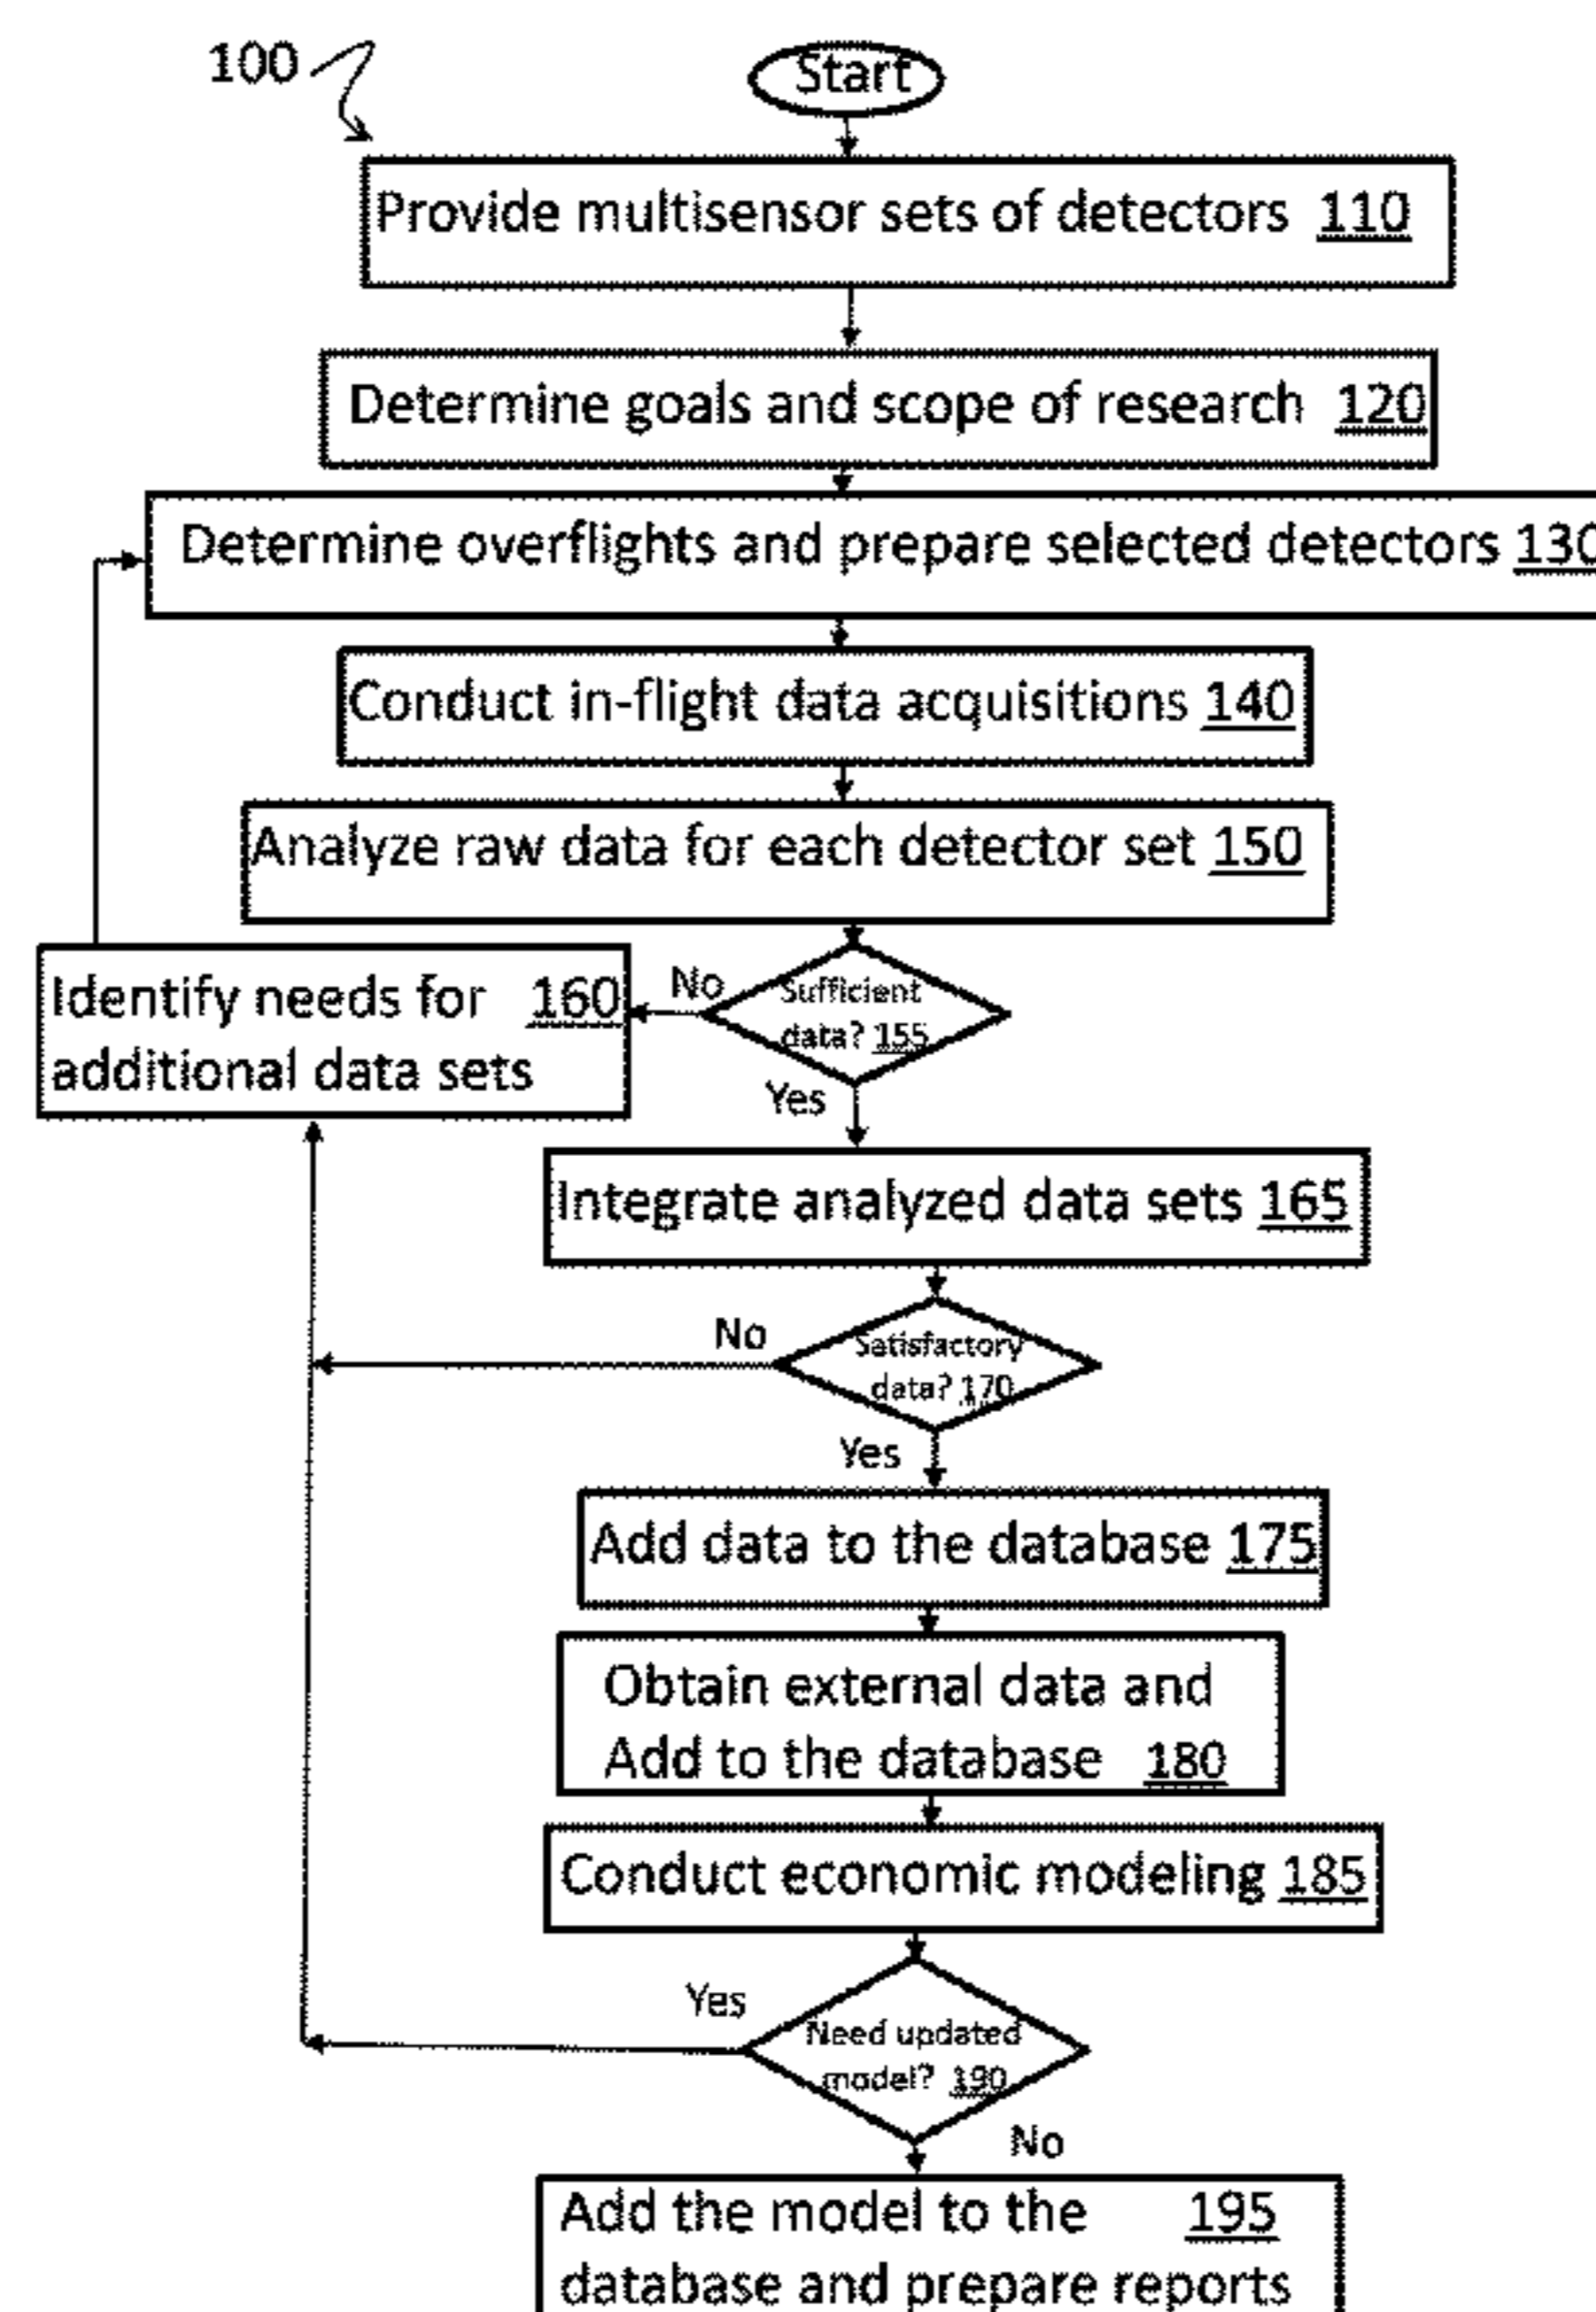 100
Start
Provide multisensor sets of detectors 110
Determine goals and scope of research 120
Determine overflights and prepare selected detectors 130
Conduct in-flight data acquisitions 140
Analyze raw data for each detector set 150
Identify needs for 160
additional data sets
No
Sufficient
data? 155
Yes
Integrate analyzed data sets 165
No
Satisfactory
data? 170
Yes
Add data to the database 175
Obtain external data and
Add to the database 180
Conduct economic modeling 185
Yes
Need updated
model? 190
No
Add the model to the 195
database and prepare reports